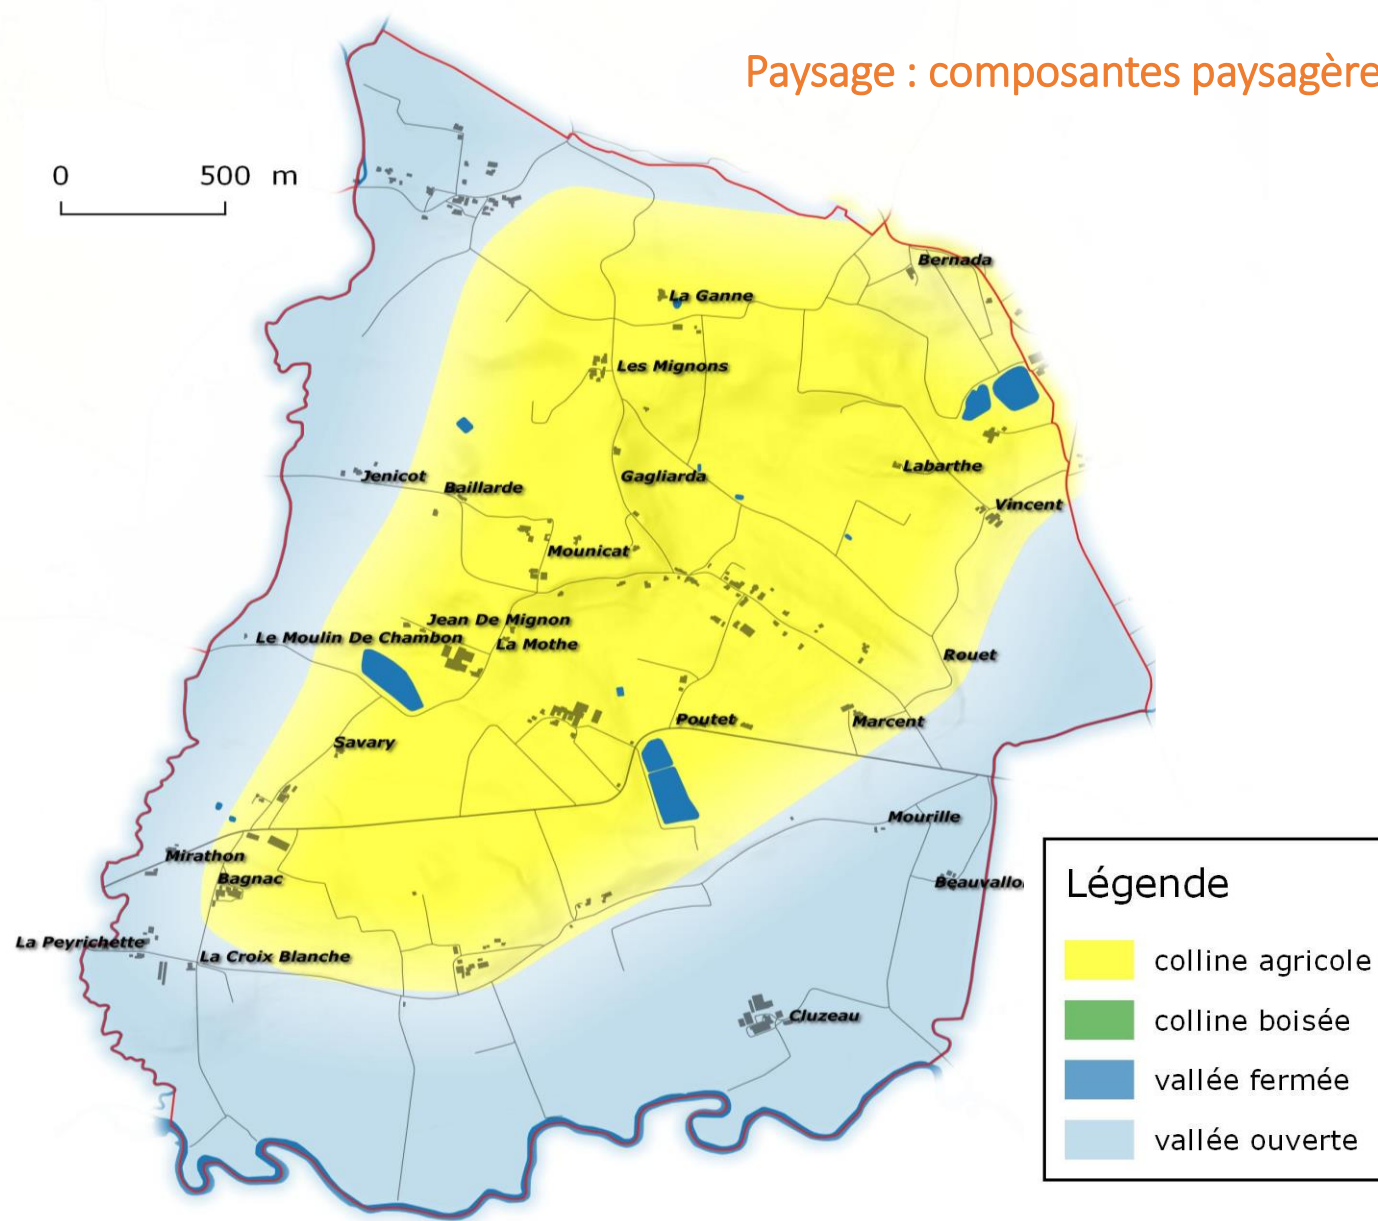 Paysage : composantes paysagère
0 500 m
Bernada
La Ganne
Les Mignons
Labarthe
Jenicot
Gagliarda
Baillarde
Vincent
Mounicat
Jean De Mignon
Le Moulin De Chambon
La Mothe
Rouet
Poutet
Marcent
Savary
Mourille
Mirathon
Bagnac
Beauvallo
La Peyrichette
La Croix Blanche
Cluzeau
Légende
colline agricole
colline boisée
vallée fermée
vallée ouverte